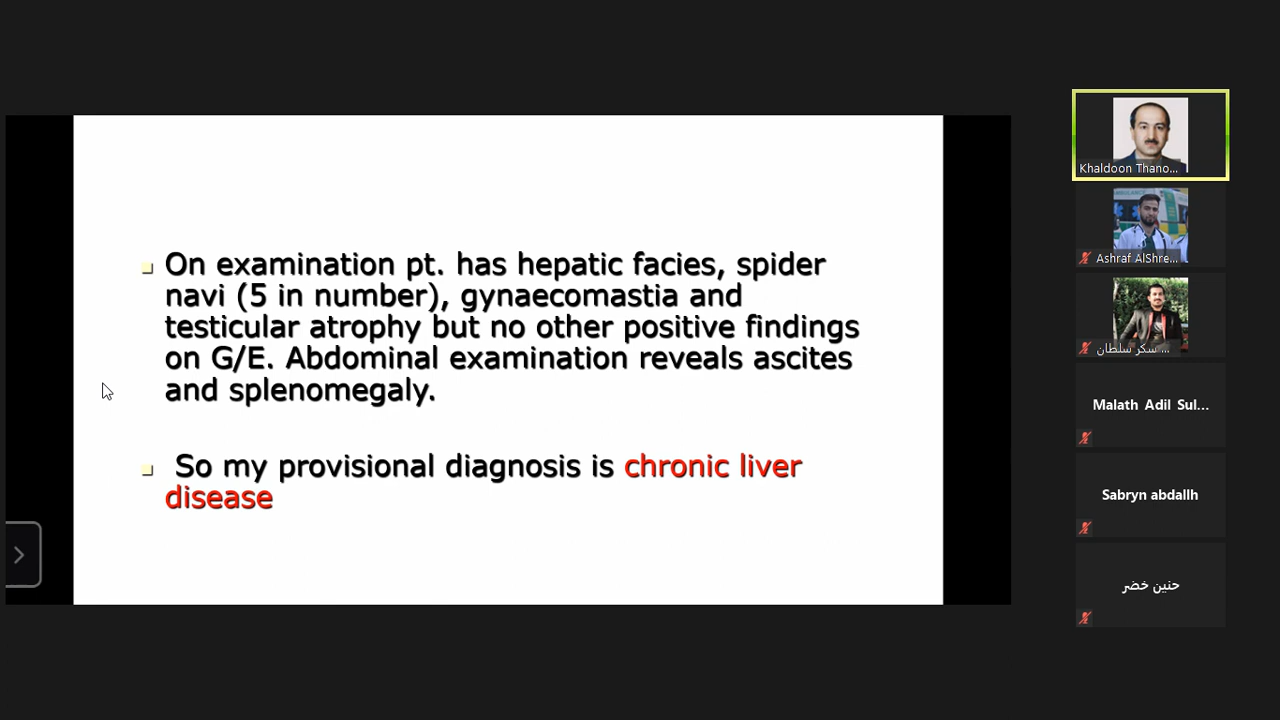 On examination pt. has hepatic facies, spider
navi (5 in number), gynaecomastia and
testicular atrophy but no other positive findings
on G/E. Abdominal examination reveals ascites
and splenomegaly.
So my provisional diagnosis is chronic liver
disease
Khaldoon Thano...
Ashraf AlShre...
سكر سلطان ...
Malath Adil Sul...
Sabryn abdallh
حنين خضر